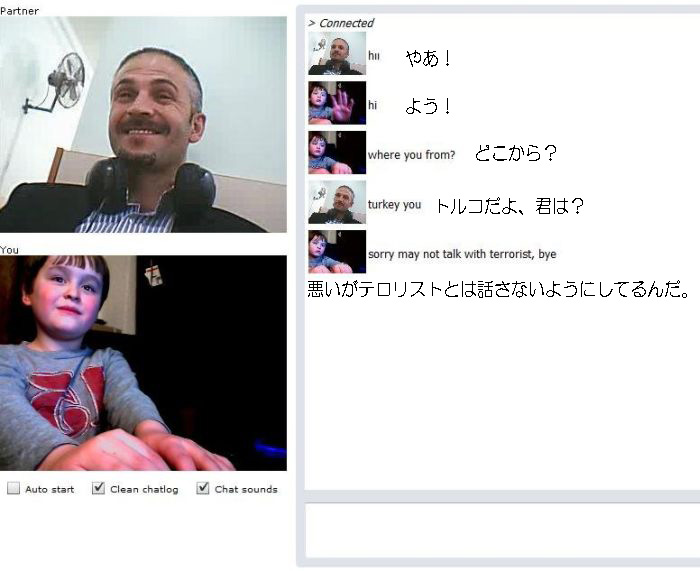 Partner
> Connected
hıı やあ！
hi よう！
where you from? どこから？
turkey you トルコだよ、君は？
You
sorry may not talk with terrorist, bye
悪いがテロリストとは話さないようにしてるんだ。
Auto start Clean chatlog Chat sounds